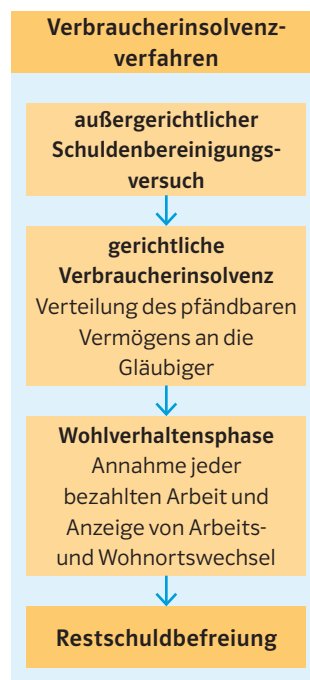 Verbraucherinsolvenz-
verfahren
außergerichtlicher
Schuldenbereinigungs-
versuch
gerichtliche
Verbraucherinsolvenz
Verteilung des pfändbaren
Vermögens an die
Gläubiger
Wohlverhaltensphase
Annahme jeder
bezahlten Arbeit und
Anzeige von Arbeits-
und Wohnortswechsel
Restschuldbefreiung